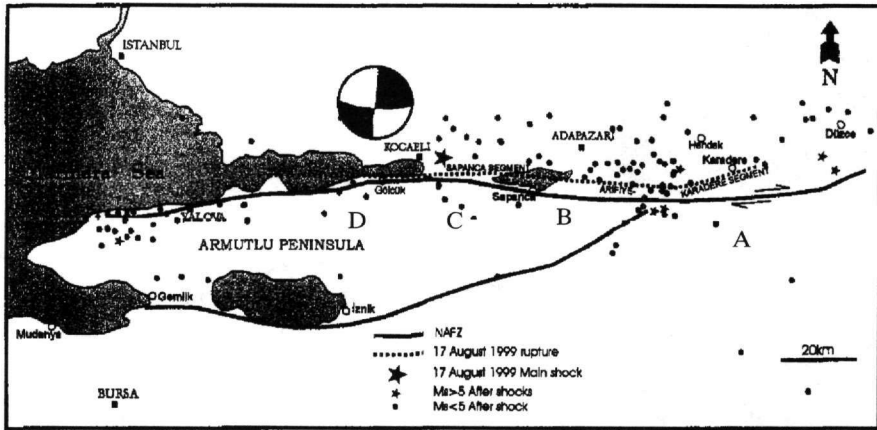 ISTANBUL
N
KOCAELI
ADAPAZARI
Hendek
Düzce
SAPANCA SEGMENT
Karadere
Sea
Gölcük
Sapanca
ARIFIYE-
KARADERE SEGMENT
YALOVA
D
C
B
A
ARMUTLU PENINSULA
Gemlik
Iznik
Mudanya
NAFZ
17 August 1999 rupture
20km
17 August 1999 Main shock
Ms>5 After shocks
Ms<5 After shock
BURSA